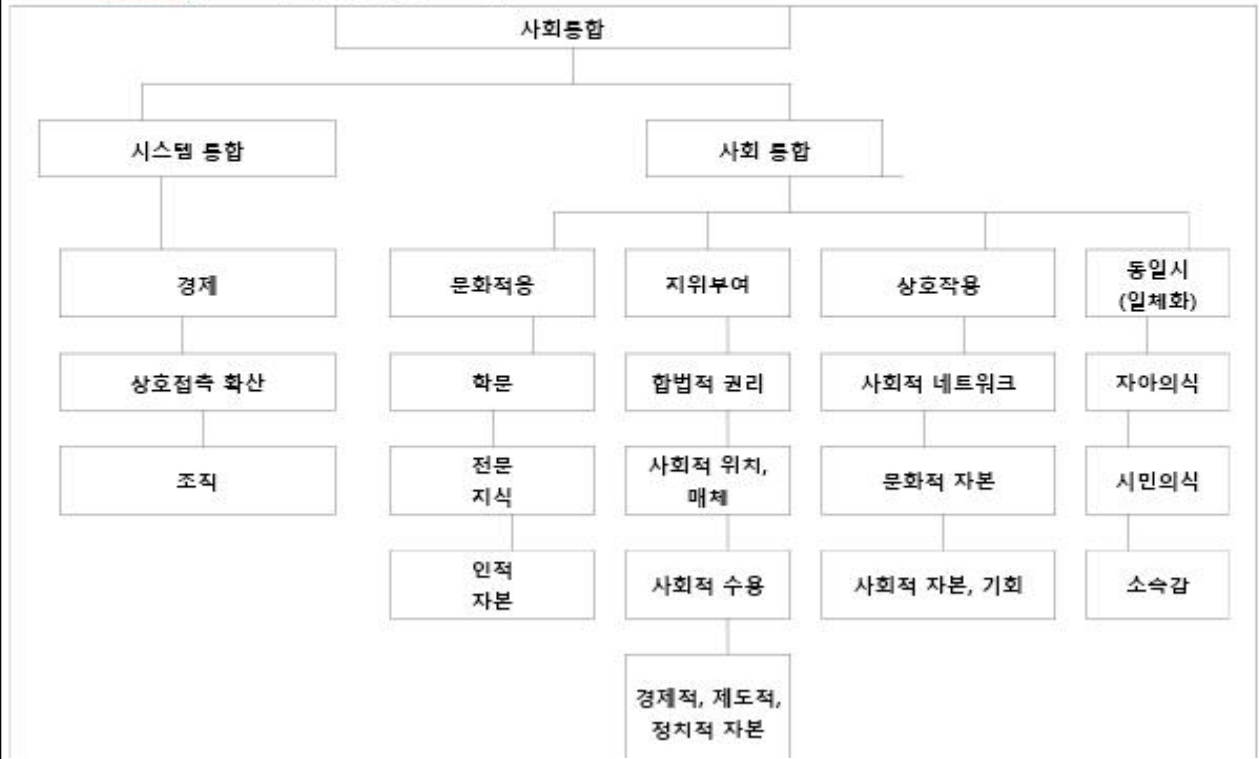 사회통합
시스템 통합
사회 통합
경제
문화적응
지위부여
상호작용
동일시
(일체화)
상호접촉 확산
학문
합법적 권리
사회적 네트워크
자아의식
조직
전문
지식
사회적 위치,
매체
문화적 자본
시민의식
인적
자본
사회적 수용
사회적 자본, 기회
소속감
경제적, 제도적,
정치적 자본